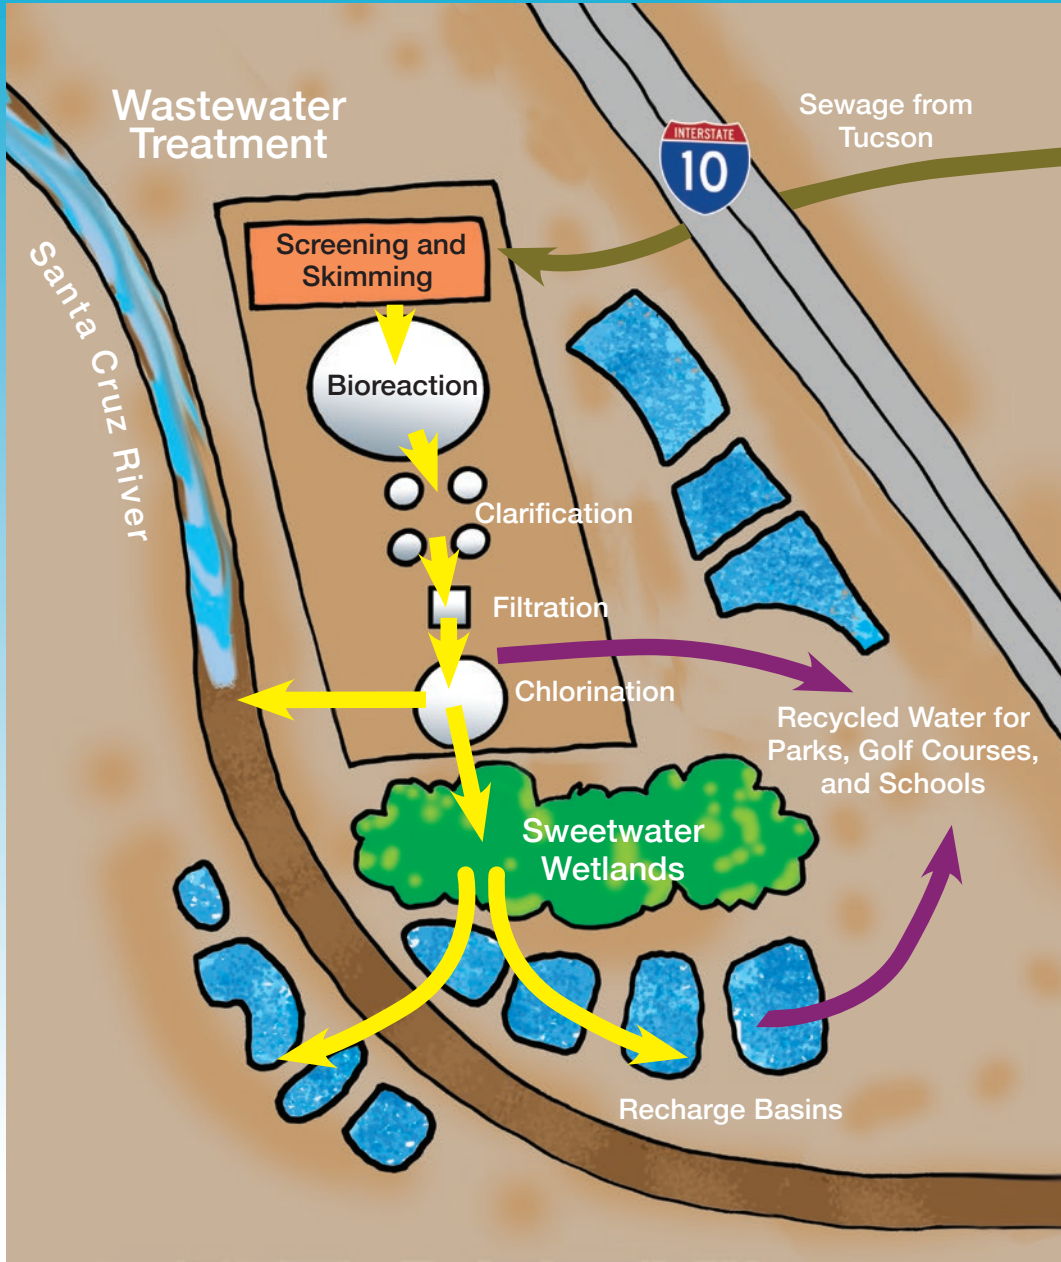 Wastewater
Treatment
INTERSTATE
10
Sewage from
Tucson
Screening and
Skimming
Santa Cruz River
Bioreaction
Clarification
Filtration
Chlorination
Recycled Water for
Parks, Golf Courses,
and Schools
Sweetwater
Wetlands
Recharge Basins